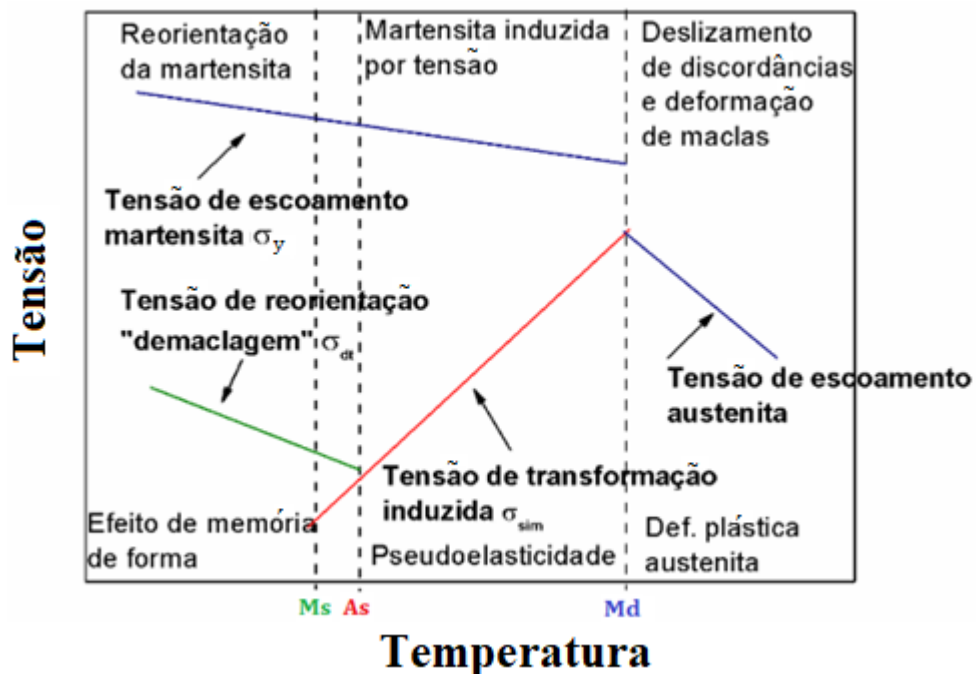 Reorientação
da martensita
Martensita induzida
por tensão
Deslizamento
de discordâncias
e deformação
de maclas
Tensão de escoamento
martensita σy
Tensão de reorientação
"demaclagem" σdt
Tensão de escoamento
austenita
Tensão de transformação
induzida σsim
Efeito de memória
de forma
Pseudoelasticidade
Def. plástica
austenita
Ms As Md
Tensão
Temperatura